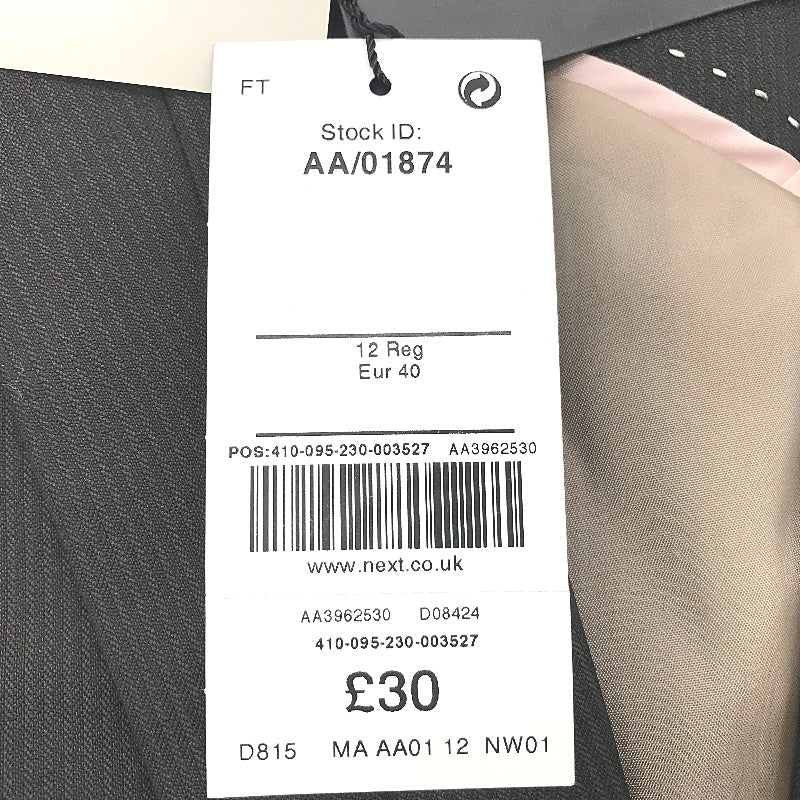 FT
Stock ID:
AA/01874
12 Reg
Eur 40
POS:410-095-230-003527 AA3962530
www.next.co.uk
AA3962530 D08424
410-095-230-003527
£30
D815 MA AA01 12 NW01